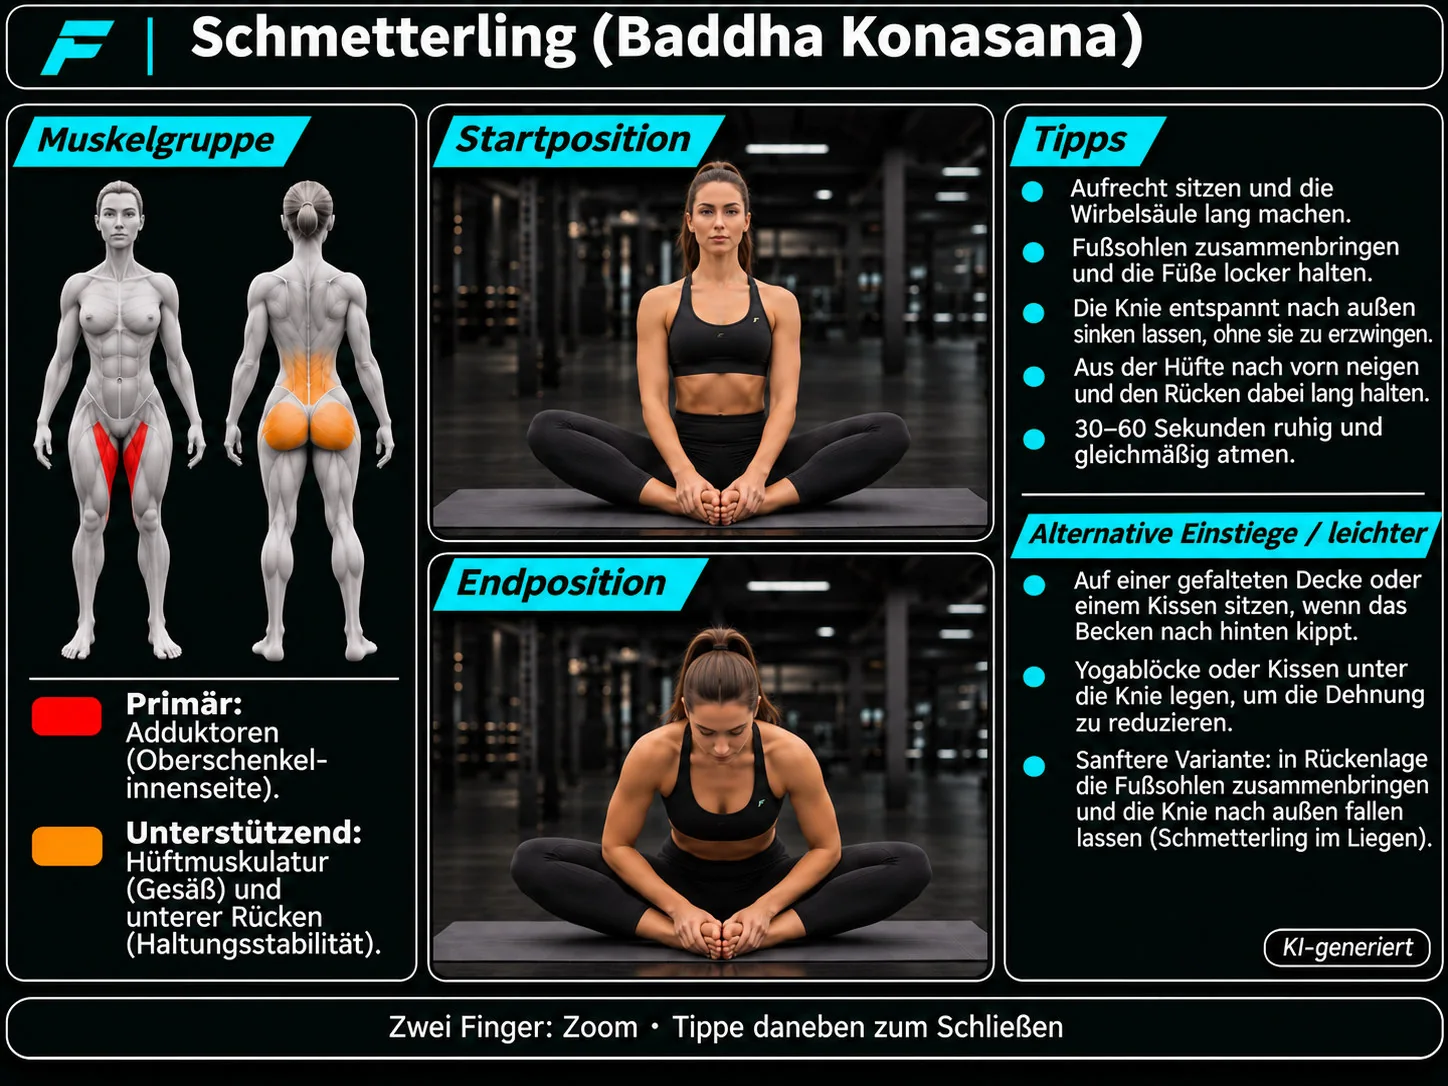 Schmetterling (Baddha Konasana)
Muskelgruppe
Primär:
Adduktoren
(Oberschenkel-
innenseite).
Unterstützend:
Hüftmuskulatur
(Gesäß) und
unterer Rücken
(Haltungsstabilität).
Startposition
Endposition
Tipps
Aufrecht sitzen und die
Wirbelsäule lang machen.
Fußsohlen zusammenbringen
und die Füße locker halten.
Die Knie entspannt nach außen
sinken lassen, ohne sie zu erzwingen.
Aus der Hüfte nach vorn neigen
und den Rücken dabei lang halten.
30–60 Sekunden ruhig und
gleichmäßig atmen.
Alternative Einstiege / leichter
Auf einer gefalteten Decke oder
einem Kissen sitzen, wenn das
Becken nach hinten kippt.
Yogablöcke oder Kissen unter
die Knie legen, um die Dehnung
zu reduzieren.
Sanftere Variante: in Rückenlage
die Fußsohlen zusammenbringen
und die Knie nach außen fallen
lassen (Schmetterling im Liegen).
KI-generiert
Zwei Finger: Zoom • Tippe daneben zum Schließen